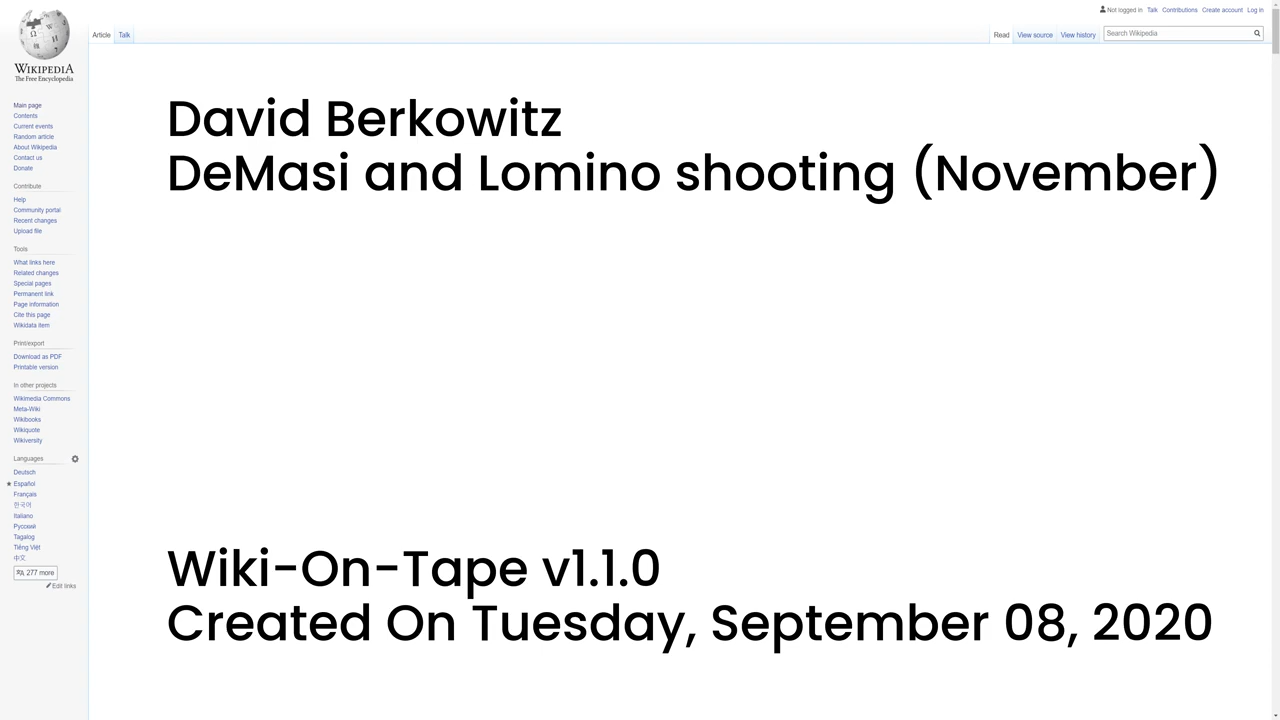 Not logged in Talk Contributions Create account Log in
Article Talk Read View source View history Search Wikipedia
WIKIPEDIA
The Free Encyclopedia
Main page
Contents
Current events
Random article
About Wikipedia
Contact us
Donate
Contribute
Help
Community portal
Recent changes
Upload file
Tools
What links here
Related changes
Special pages
Permanent link
Page information
Cite this page
Wikidata item
Print/export
Download as PDF
Printable version
In other projects
Wikimedia Commons
Meta-Wiki
Wikibooks
Wikiquote
Wikiversity
Languages
Deutsch
Español
Français
한국어
Italiano
Русский
Tagalog
Tiếng Việt
中文
277 more
Edit links
David Berkowitz
DeMasi and Lomino shooting (November)
Wiki-On-Tape v1.1.0
Created On Tuesday, September 08, 2020